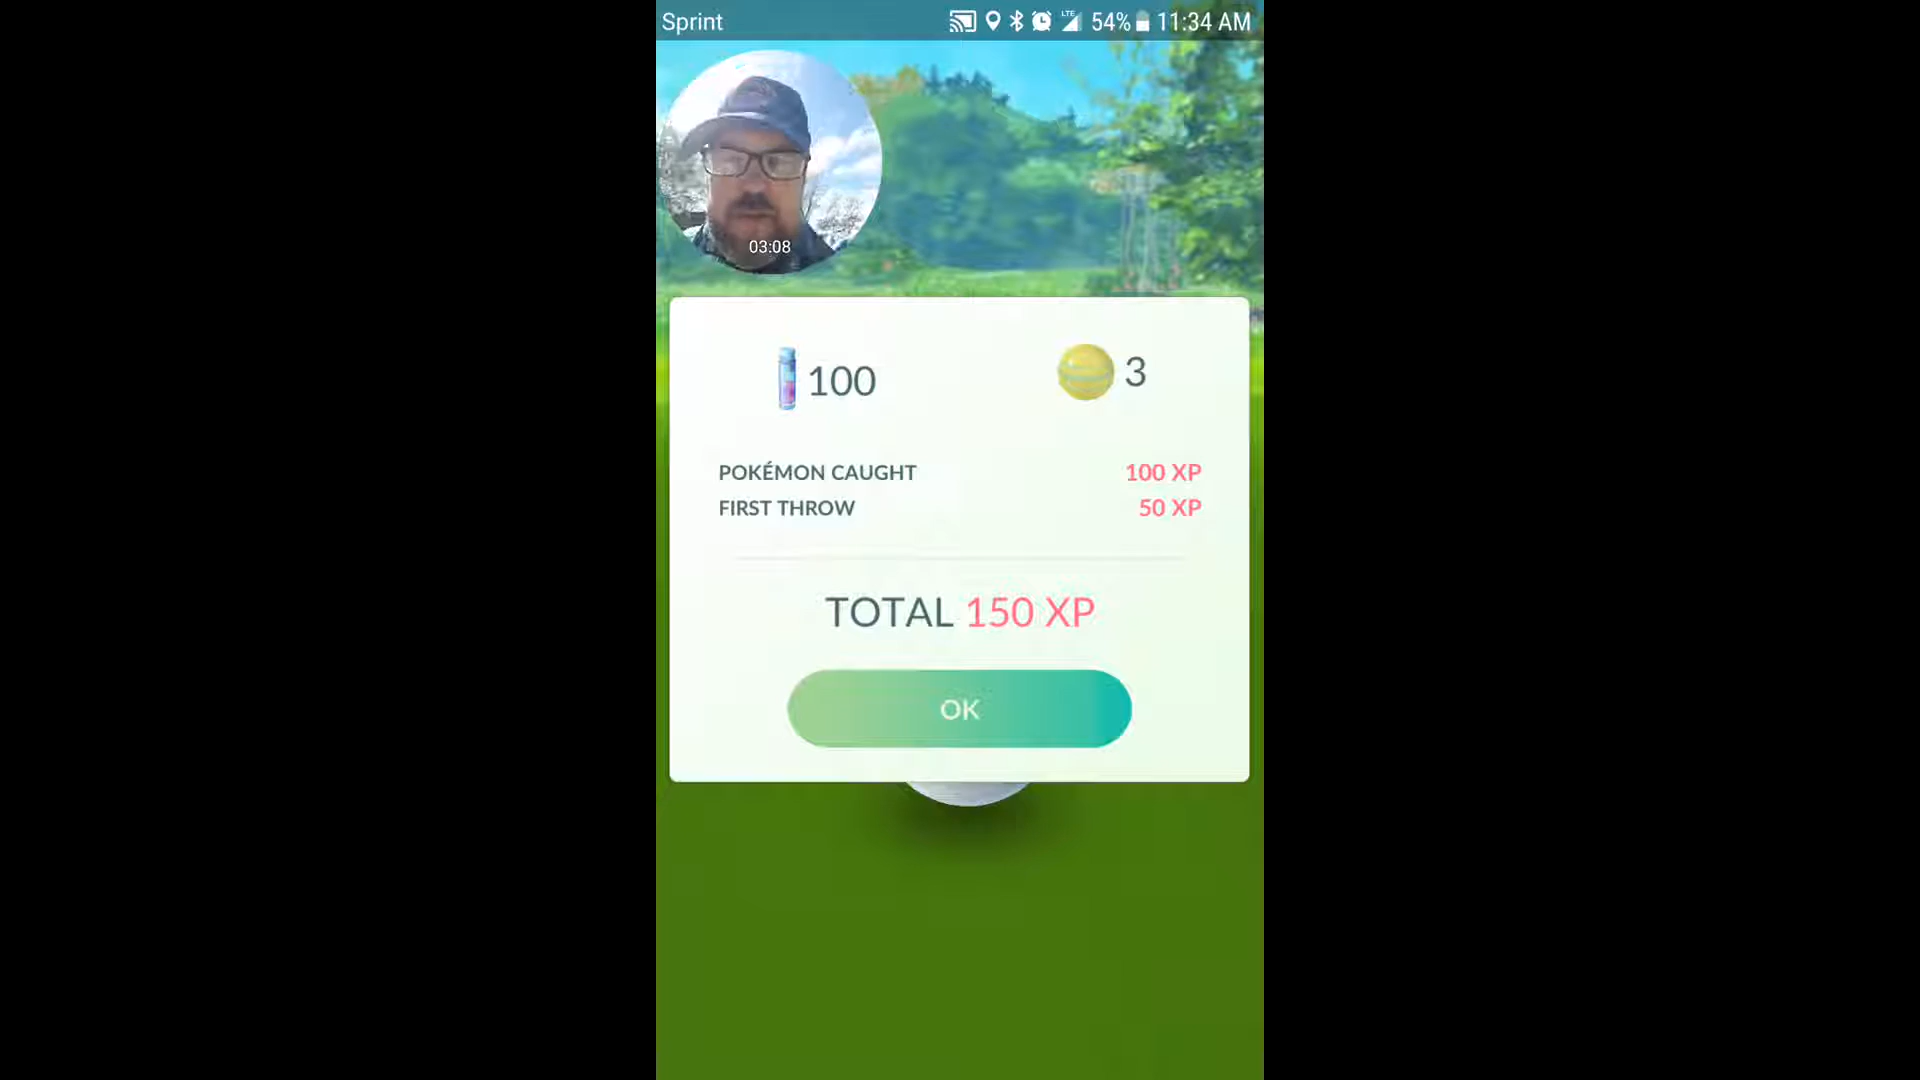 Sprint LTE 54% 11:34 AM
03:08
100 3
POKÉMON CAUGHT 100 XP
FIRST THROW 50 XP
TOTAL 150 XP
OK